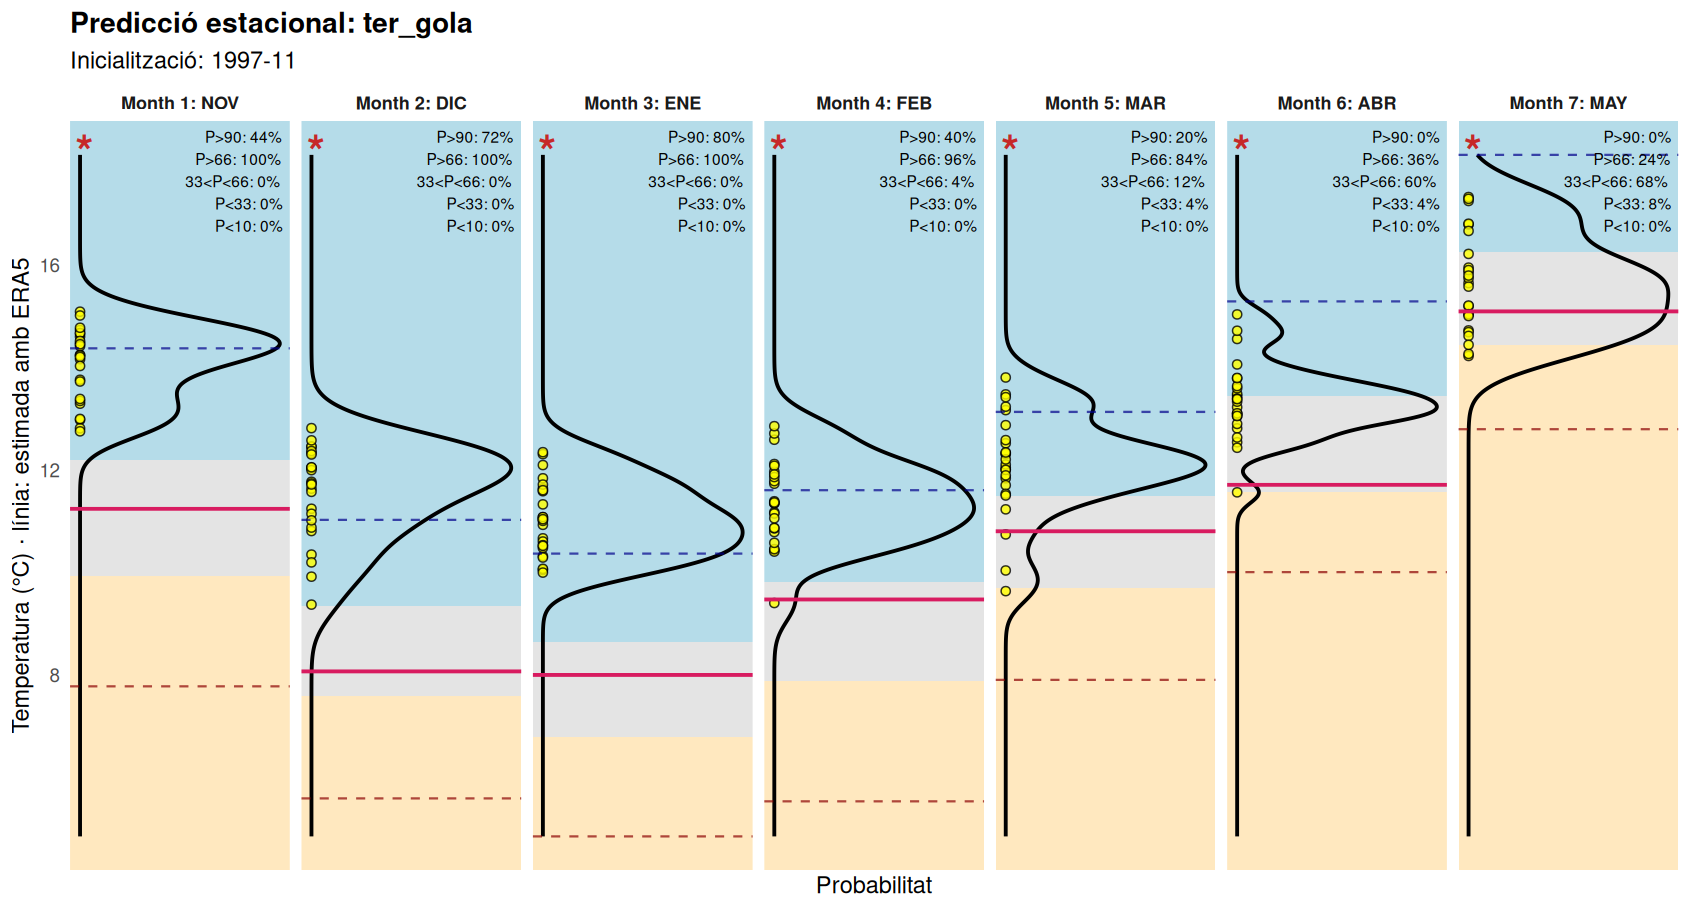 Predicció estacional: ter_gola
Inicialització: 1997-11
Month 1: NOV
Month 2: DIC
Month 3: ENE
Month 4: FEB
Month 5: MAR
Month 6: ABR
Month 7: MAY
*
P>90: 44%
P>66: 100%
33<P<66: 0%
P<33: 0%
P<10: 0%
*
P>90: 72%
P>66: 100%
33<P<66: 0%
P<33: 0%
P<10: 0%
*
P>90: 80%
P>66: 100%
33<P<66: 0%
P<33: 0%
P<10: 0%
*
P>90: 40%
P>66: 96%
33<P<66: 4%
P<33: 0%
P<10: 0%
*
P>90: 20%
P>66: 84%
33<P<66: 12%
P<33: 4%
P<10: 0%
*
P>90: 0%
P>66: 36%
33<P<66: 60%
P<33: 4%
P<10: 0%
*
P>90: 0%
P>66: 24%
33<P<66: 68%
P<33: 8%
P<10: 0%
16
12
8
Temperatura (°C) · línia: estimada amb ERA5
Probabilitat